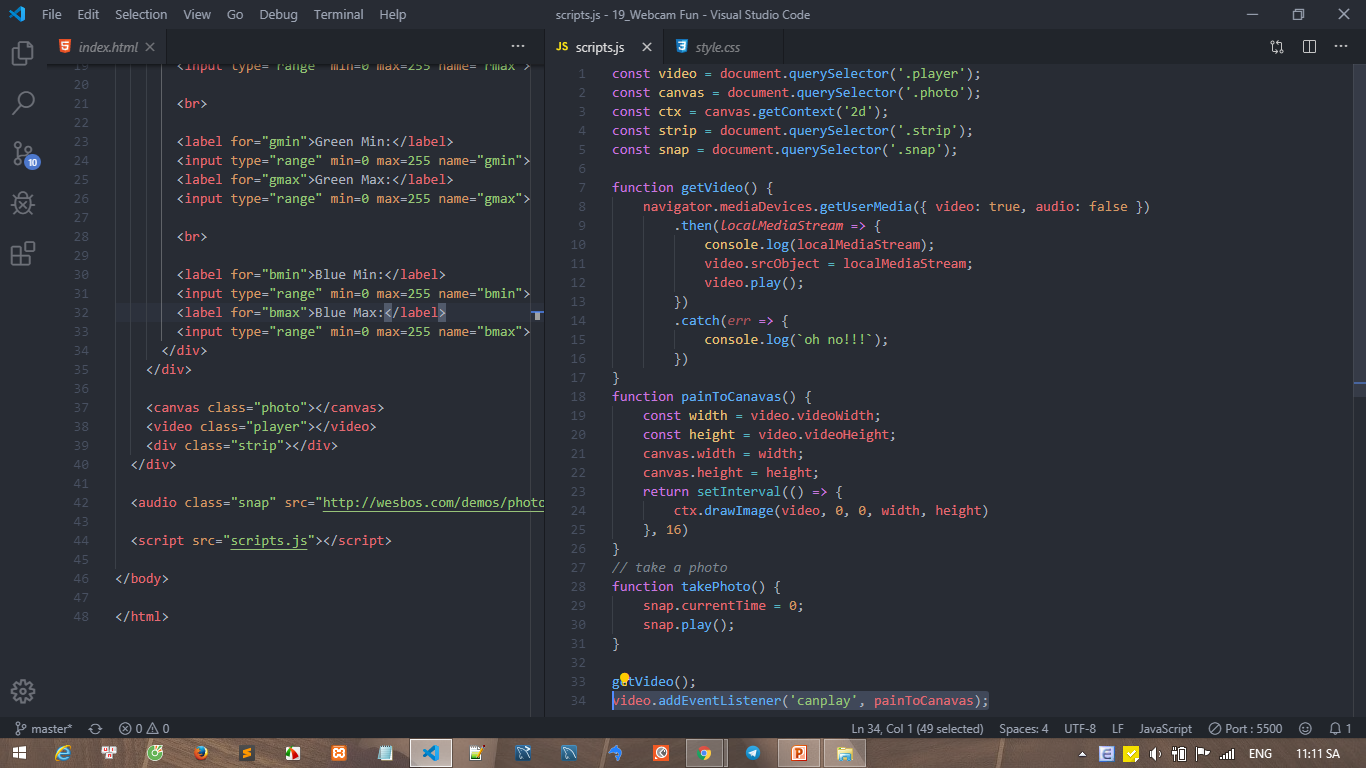 File Edit Selection View Go Debug Terminal Help
scripts.js - 19_Webcam Fun - Visual Studio Code
index.html
19 <input type="range" min=0 max=255 name="rmax">
20
21 <br>
22
23 <label for="gmin">Green Min:</label>
24 <input type="range" min=0 max=255 name="gmin">
25 <label for="gmax">Green Max:</label>
26 <input type="range" min=0 max=255 name="gmax">
27
28 <br>
29
30 <label for="bmin">Blue Min:</label>
31 <input type="range" min=0 max=255 name="bmin">
32 <label for="bmax">Blue Max:</label>
33 <input type="range" min=0 max=255 name="bmax">
34 </div>
35 </div>
36
37 <canvas class="photo"></canvas>
38 <video class="player"></video>
39 <div class="strip"></div>
40 </div>
41
42 <audio class="snap" src="http://wesbos.com/demos/photo
43
44 <script src="scripts.js"></script>
45
46 </body>
47
48 </html>
JS scripts.js style.css
1 const video = document.querySelector('.player');
2 const canvas = document.querySelector('.photo');
3 const ctx = canvas.getContext('2d');
4 const strip = document.querySelector('.strip');
5 const snap = document.querySelector('.snap');
6
7 function getVideo() {
8 navigator.mediaDevices.getUserMedia({ video: true, audio: false })
9 .then(localMediaStream => {
10 console.log(localMediaStream);
11 video.srcObject = localMediaStream;
12 video.play();
13 })
14 .catch(err => {
15 console.log(`oh no!!!`);
16 })
17 }
18 function painToCanavas() {
19 const width = video.videoWidth;
20 const height = video.videoHeight;
21 canvas.width = width;
22 canvas.height = height;
23 return setInterval(() => {
24 ctx.drawImage(video, 0, 0, width, height)
25 }, 16)
26 }
27 // take a photo
28 function takePhoto() {
29 snap.currentTime = 0;
30 snap.play();
31 }
32
33 getVideo();
34 video.addEventListener('canplay', painToCanavas);
10
master* 0 0
Ln 34, Col 1 (49 selected) Spaces: 4 UTF-8 LF JavaScript Port : 5500 1
ENG 11:11 SA